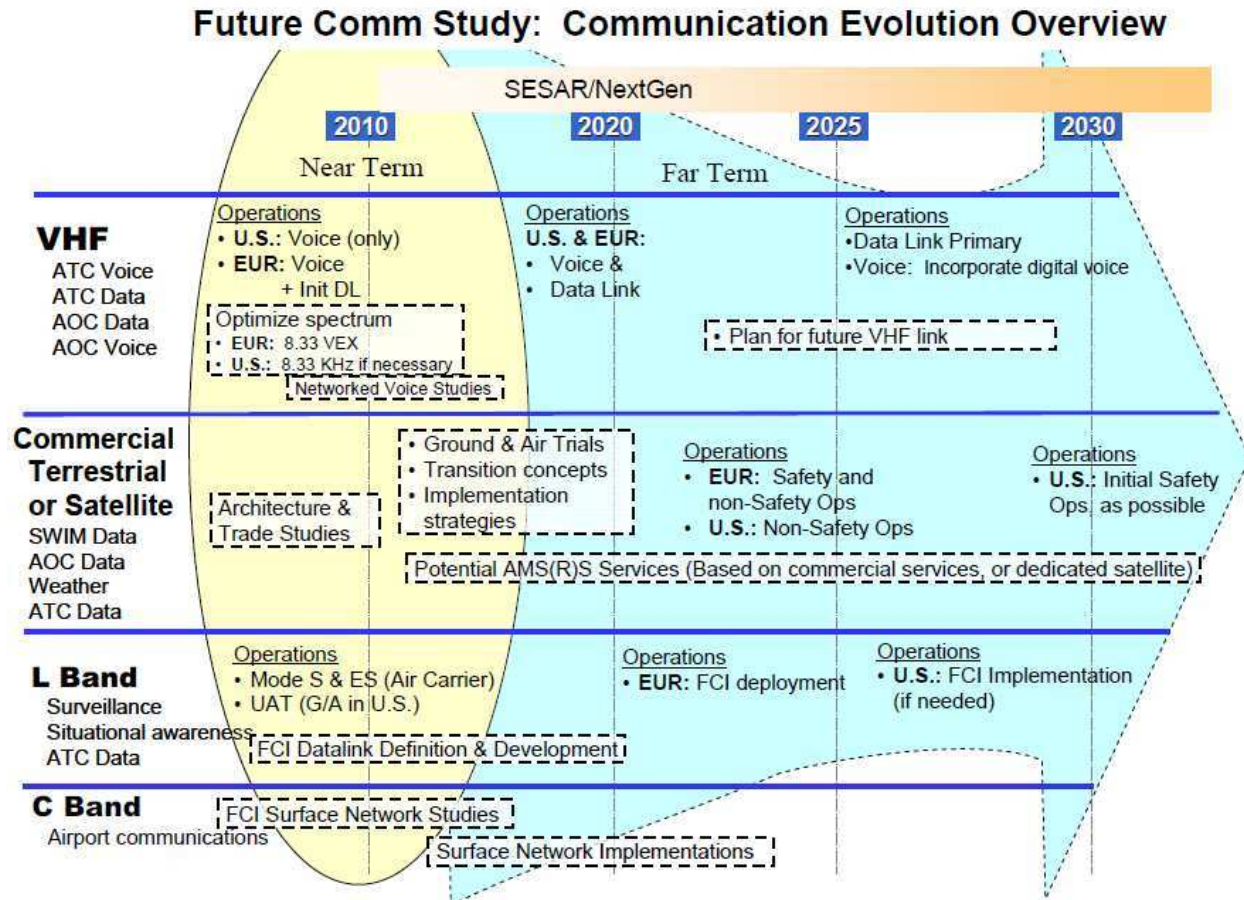 Future Comm Study: Communication Evolution Overview
SESAR/NextGen
2010
2020
2025
2030
Near Term
Far Term
VHF
ATC Voice
ATC Data
AOC Data
AOC Voice
Operations
• U.S.: Voice (only)
• EUR: Voice
+ Init DL
Optimize spectrum
• EUR: 8.33 VEX
• U.S.: 8.33 KHz if necessary
Networked Voice Studies
Operations
U.S. & EUR:
• Voice &
• Data Link
Operations
•Data Link Primary
•Voice: Incorporate digital voice
• Plan for future VHF link
Commercial
Terrestrial
or Satellite
SWIM Data
AOC Data
Weather
ATC Data
Architecture &
Trade Studies
• Ground & Air Trials
• Transition concepts
• Implementation
strategies
Operations
• EUR: Safety and
non-Safety Ops
• U.S.: Non-Safety Ops
Operations
• U.S.: Initial Safety
Ops, as possible
Potential AMS(R)S Services (Based on commercial services, or dedicated satellite)
L Band
Surveillance
Situational awareness
ATC Data
Operations
• Mode S & ES (Air Carrier)
• UAT (G/A in U.S.)
FCI Datalink Definition & Development
Operations
• EUR: FCI deployment
Operations
• U.S.: FCI Implementation
(if needed)
C Band
Airport communications
FCI Surface Network Studies
Surface Network Implementations